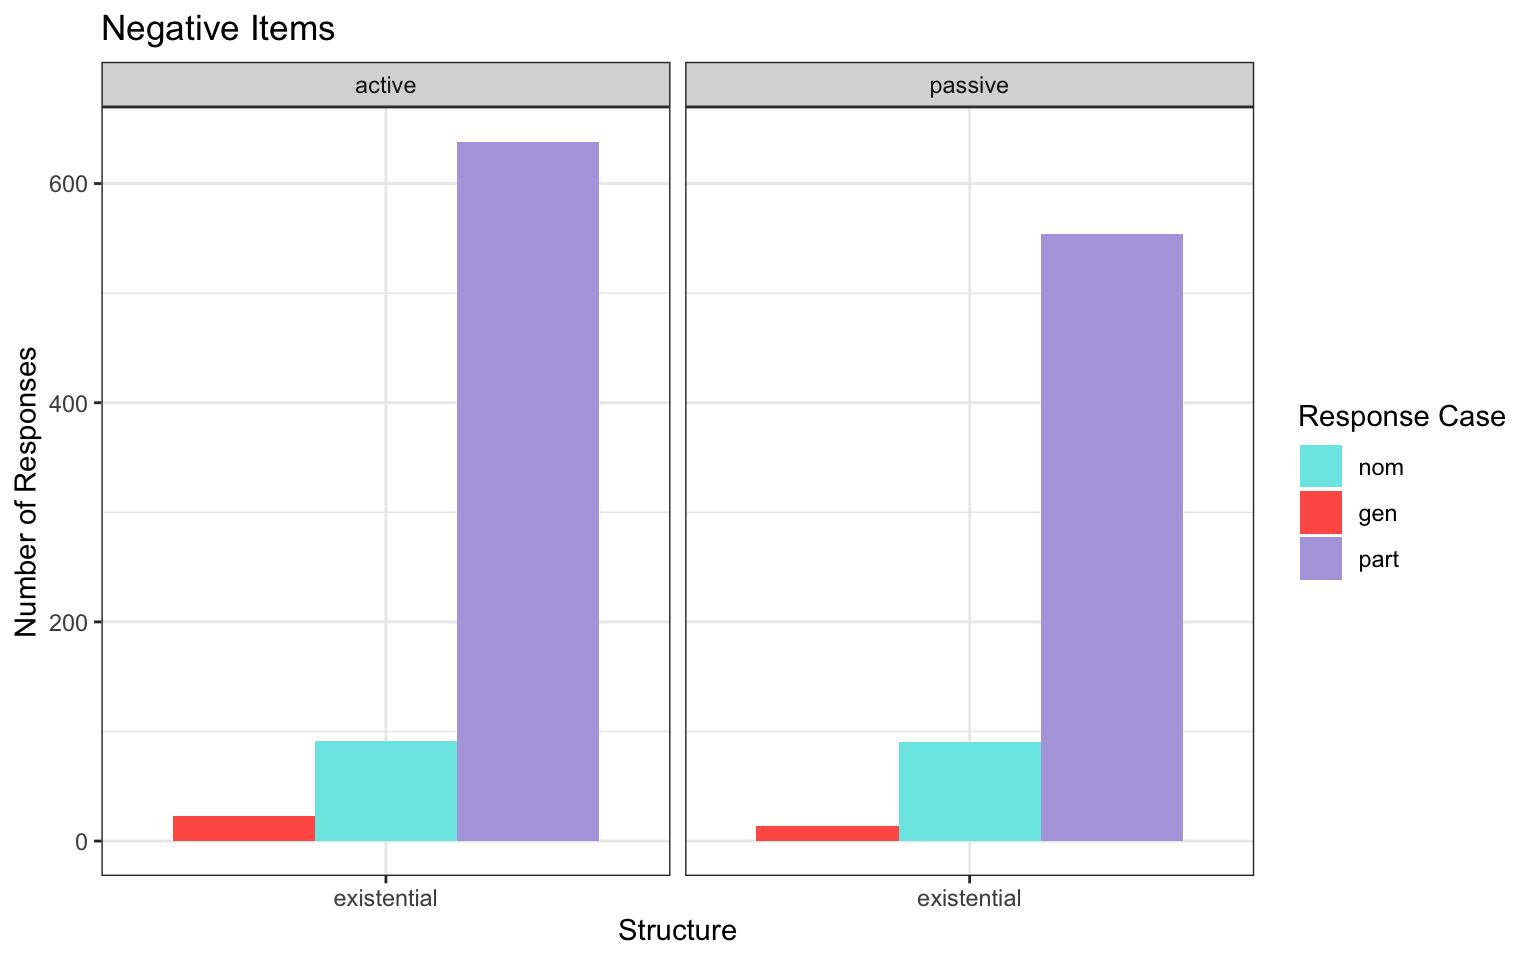 Negative Items
active
passive
Number of Responses
600
400
200
0
existential
existential
Structure
Response Case
nom
gen
part